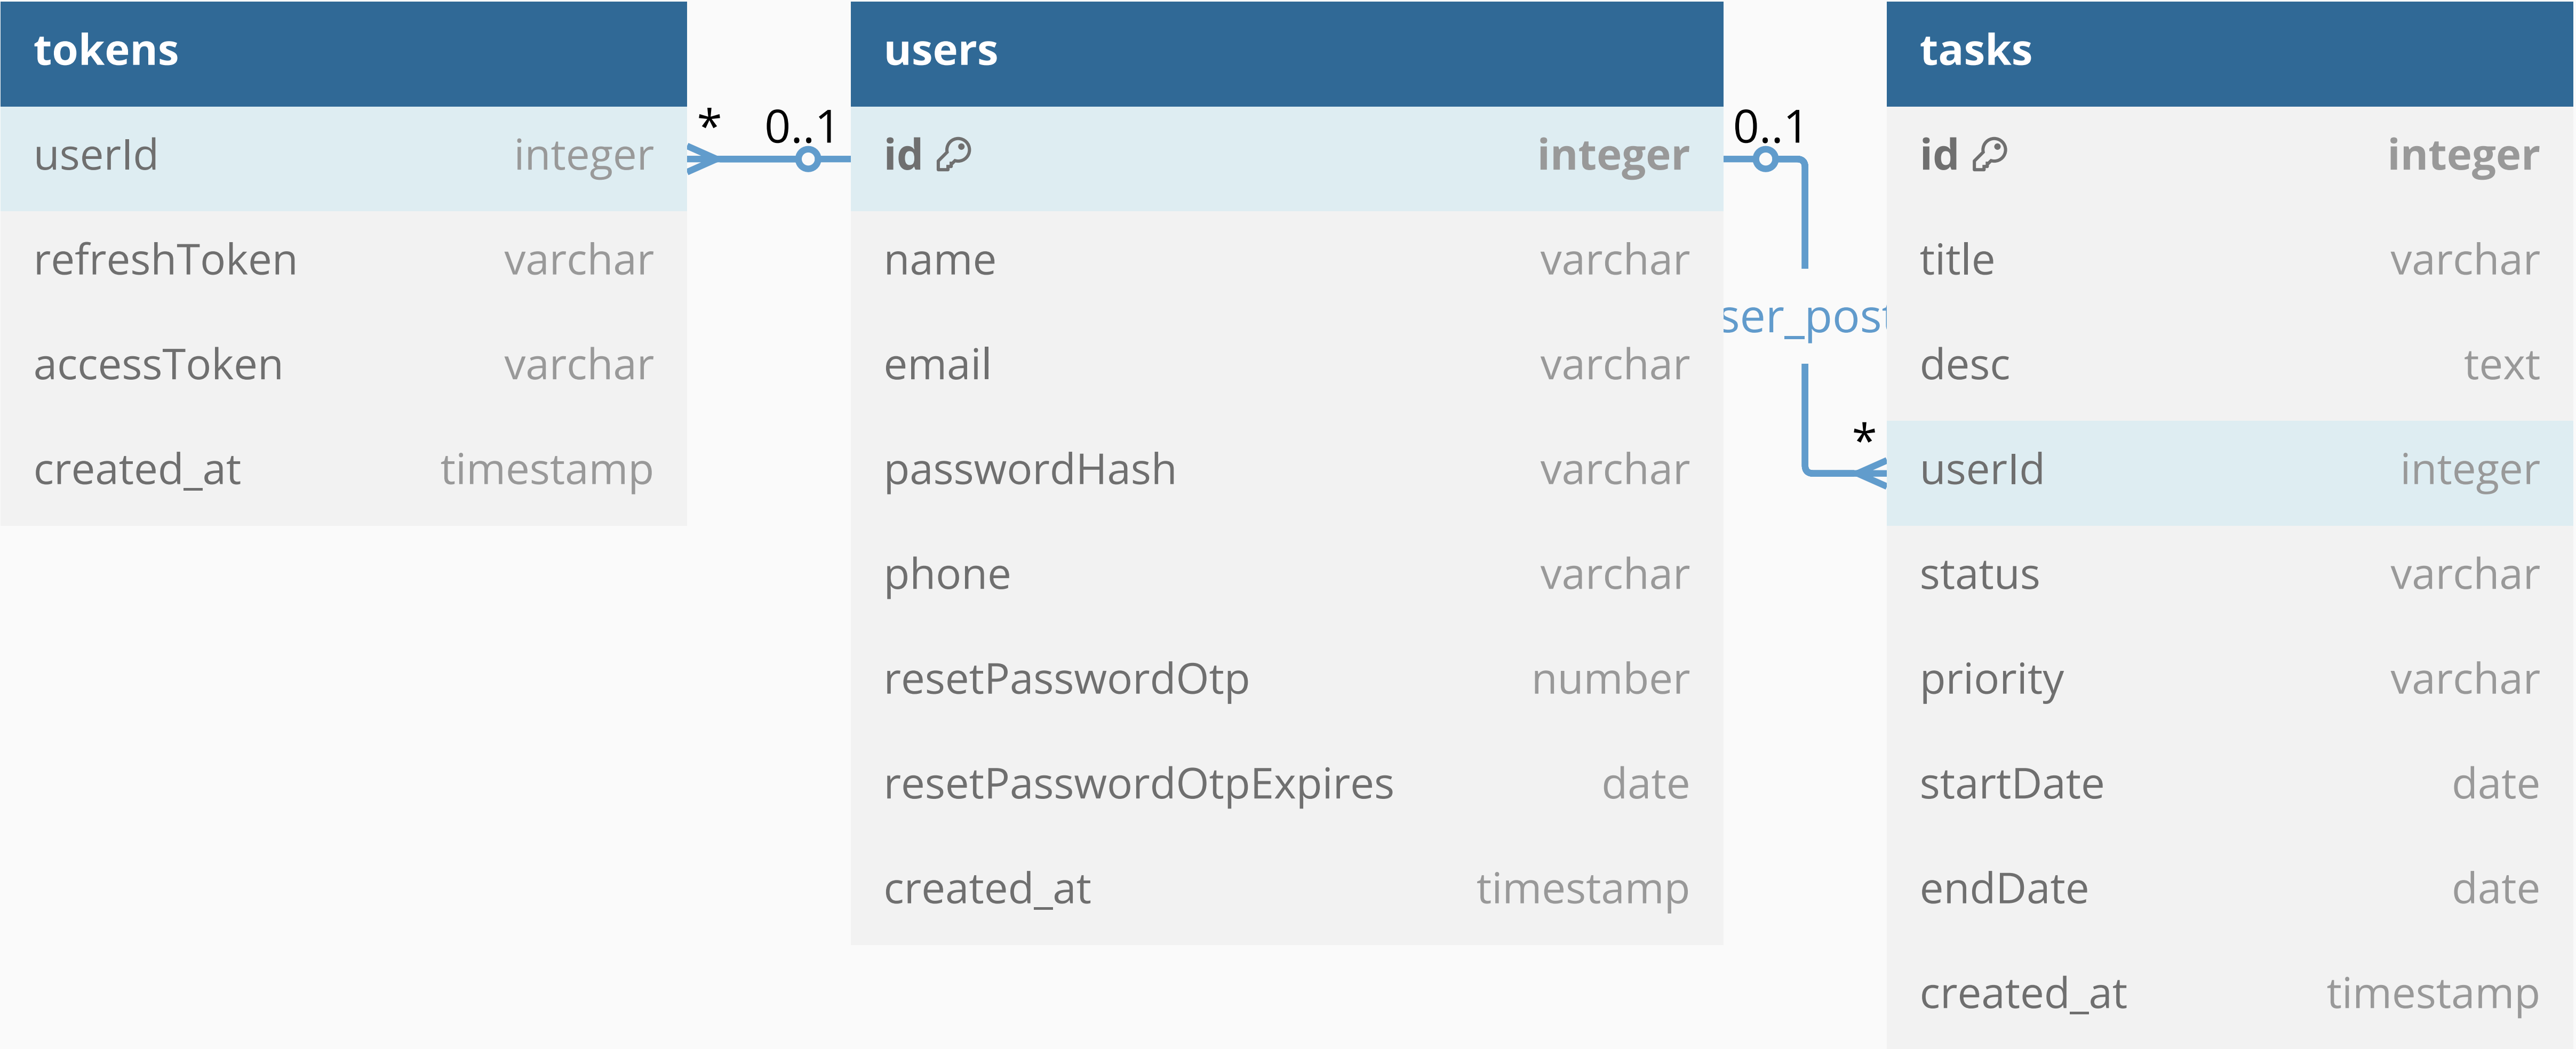 tokens
userId integer
refreshToken varchar
accessToken varchar
created_at timestamp
* 0..1
users
id integer
name varchar
email varchar
passwordHash varchar
phone varchar
resetPasswordOtp number
resetPasswordOtpExpires date
created_at timestamp
0..1
ser_post
*
tasks
id integer
title varchar
desc text
userId integer
status varchar
priority varchar
startDate date
endDate date
created_at timestamp